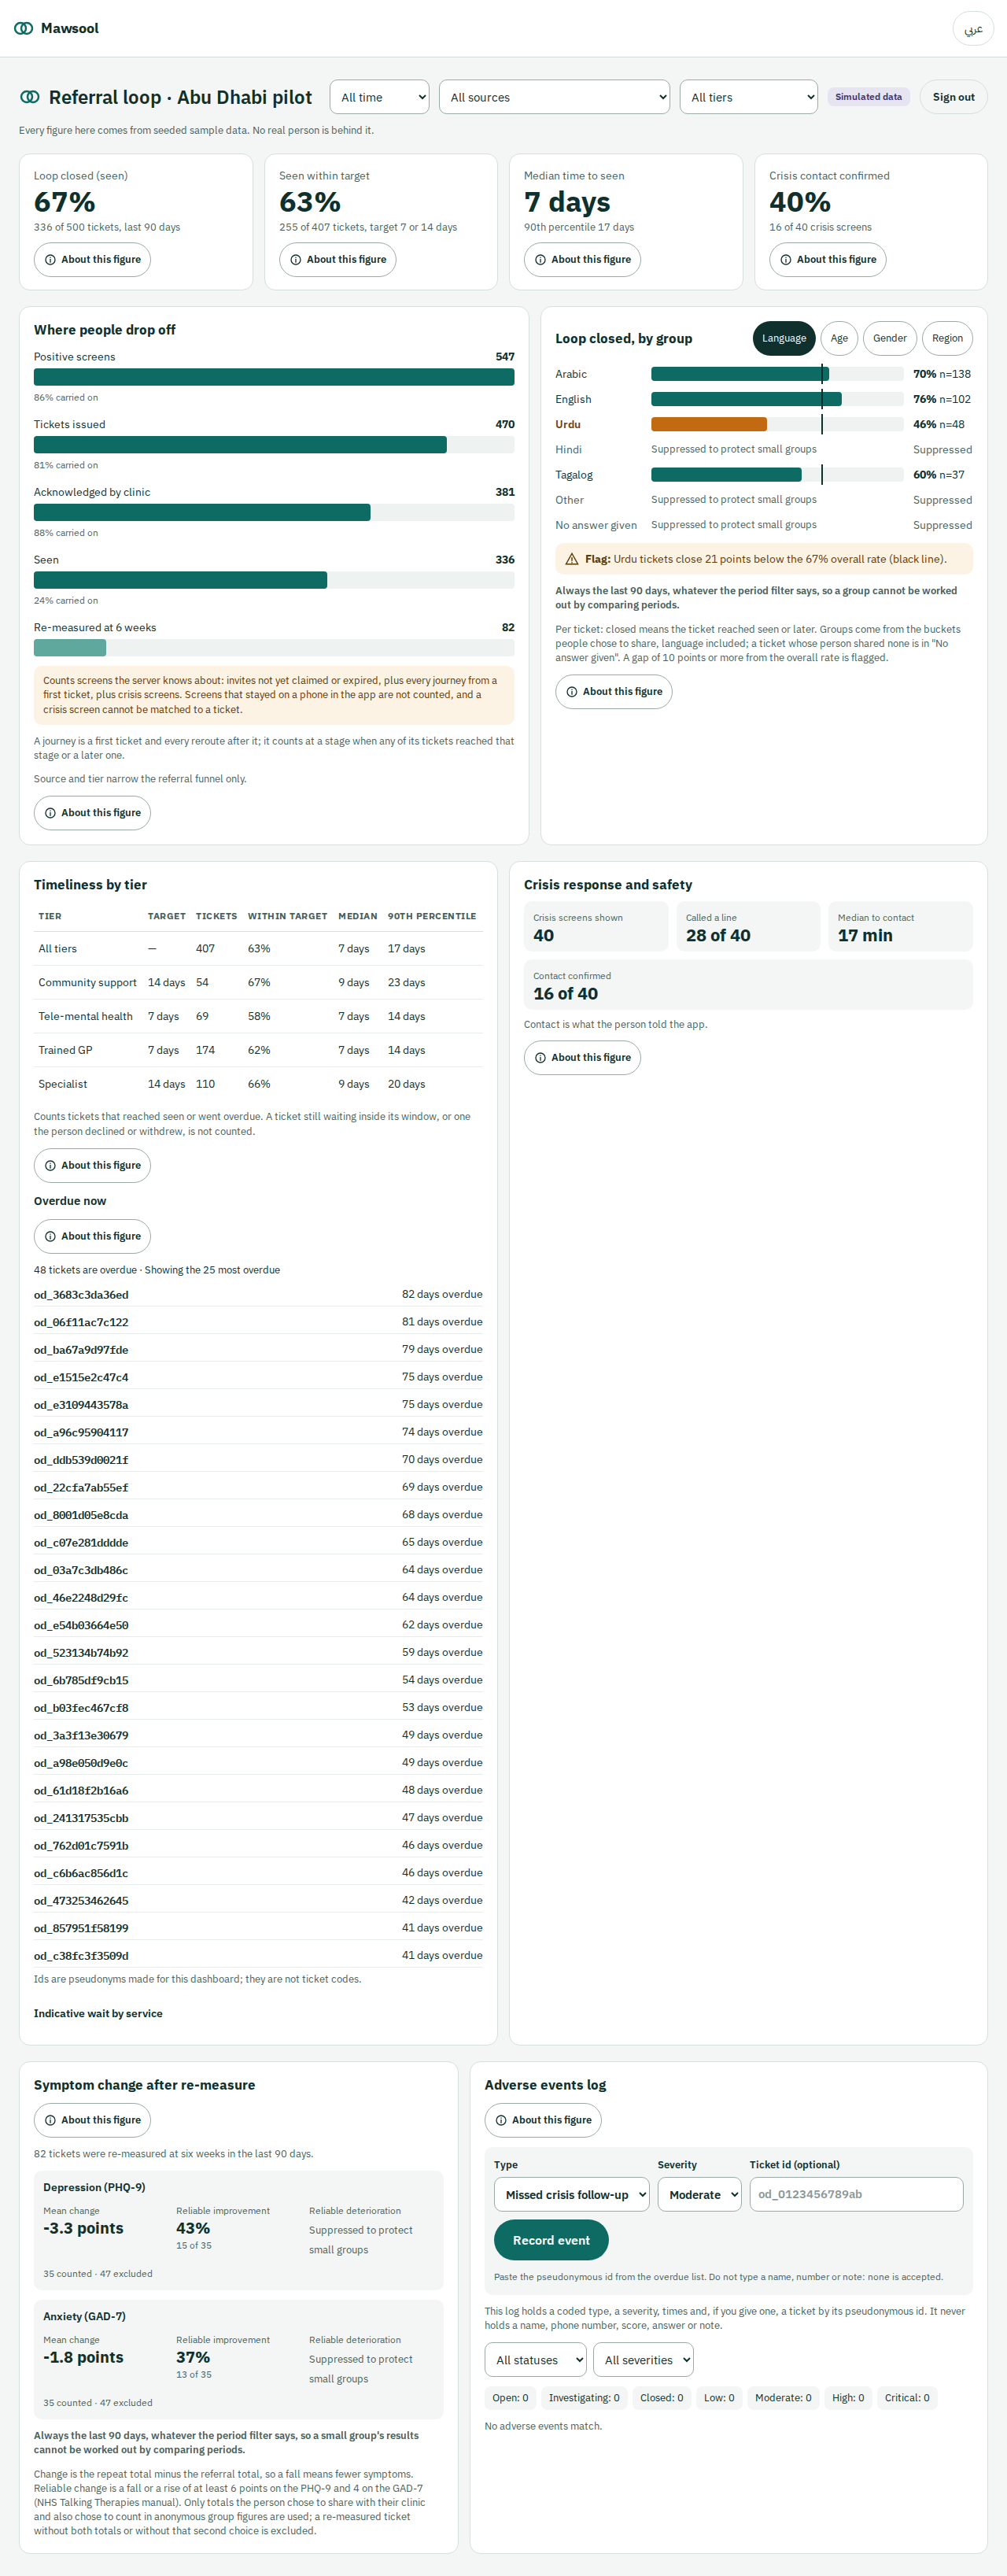 Mawsool
عربي
Referral loop · Abu Dhabi pilot
All time
All sources
All tiers
Simulated data
Sign out
Every figure here comes from seeded sample data. No real person is behind it.
Loop closed (seen)
67%
336 of 500 tickets, last 90 days
About this figure
Seen within target
63%
255 of 407 tickets, target 7 or 14 days
About this figure
Median time to seen
7 days
90th percentile 17 days
About this figure
Crisis contact confirmed
40%
16 of 40 crisis screens
About this figure
Where people drop off
Positive screens 547
86% carried on
Tickets issued 470
81% carried on
Acknowledged by clinic 381
88% carried on
Seen 336
24% carried on
Re-measured at 6 weeks 82
Counts screens the server knows about: invites not yet claimed or expired, plus every journey from a
first ticket, plus crisis screens. Screens that stayed on a phone in the app are not counted, and a
crisis screen cannot be matched to a ticket.
A journey is a first ticket and every reroute after it; it counts at a stage when any of its tickets reached that
stage or a later one.
Source and tier narrow the referral funnel only.
About this figure
Loop closed, by group
Language
Age
Gender
Region
Arabic 70% n=138
English 76% n=102
Urdu 46% n=48
Hindi Suppressed to protect small groups Suppressed
Tagalog 60% n=37
Other Suppressed to protect small groups Suppressed
No answer given Suppressed to protect small groups Suppressed
Flag: Urdu tickets close 21 points below the 67% overall rate (black line).
Always the last 90 days, whatever the period filter says, so a group cannot be worked
out by comparing periods.
Per ticket: closed means the ticket reached seen or later. Groups come from the buckets
people chose to share, language included; a ticket whose person shared none is in "No
answer given". A gap of 10 points or more from the overall rate is flagged.
About this figure
Timeliness by tier
TIER TARGET TICKETS WITHIN TARGET MEDIAN 90TH PERCENTILE
All tiers — 407 63% 7 days 17 days
Community support 14 days 54 67% 9 days 23 days
Tele-mental health 7 days 69 58% 7 days 14 days
Trained GP 7 days 174 62% 7 days 14 days
Specialist 14 days 110 66% 9 days 20 days
Counts tickets that reached seen or went overdue. A ticket still waiting inside its window, or one
the person declined or withdrew, is not counted.
About this figure
Overdue now
About this figure
48 tickets are overdue · Showing the 25 most overdue
od_3683c3da36ed 82 days overdue
od_06f11ac7c122 81 days overdue
od_ba67a9d97fde 79 days overdue
od_e1515e2c47c4 75 days overdue
od_e3109443578a 75 days overdue
od_a96c95904117 74 days overdue
od_ddb539d0021f 70 days overdue
od_22cfa7ab55ef 69 days overdue
od_8001d05e8cda 68 days overdue
od_c07e281dddde 65 days overdue
od_03a7c3db486c 64 days overdue
od_46e2248d29fc 64 days overdue
od_e54b03664e50 62 days overdue
od_523134b74b92 59 days overdue
od_6b785df9cb15 54 days overdue
od_b03fec467cf8 53 days overdue
od_3a3f13e30679 49 days overdue
od_a98e050d9e0c 49 days overdue
od_61d18f2b16a6 48 days overdue
od_241317535cbb 47 days overdue
od_762d01c7591b 46 days overdue
od_c6b6ac856d1c 46 days overdue
od_473253462645 42 days overdue
od_857951f58199 41 days overdue
od_c38fc3f3509d 41 days overdue
Ids are pseudonyms made for this dashboard; they are not ticket codes.
Indicative wait by service
Crisis response and safety
Crisis screens shown
40
Called a line
28 of 40
Median to contact
17 min
Contact confirmed
16 of 40
Contact is what the person told the app.
About this figure
Symptom change after re-measure
About this figure
82 tickets were re-measured at six weeks in the last 90 days.
Depression (PHQ-9)
Mean change
-3.3 points
Reliable improvement
43%
15 of 35
Reliable deterioration
Suppressed to protect
small groups
35 counted · 47 excluded
Anxiety (GAD-7)
Mean change
-1.8 points
Reliable improvement
37%
13 of 35
Reliable deterioration
Suppressed to protect
small groups
35 counted · 47 excluded
Always the last 90 days, whatever the period filter says, so a small group's results
cannot be worked out by comparing periods.
Change is the repeat total minus the referral total, so a fall means fewer symptoms.
Reliable change is a fall or a rise of at least 6 points on the PHQ-9 and 4 on the GAD-7
(NHS Talking Therapies manual). Only totals the person chose to share with their clinic
and also chose to count in anonymous group figures are used; a re-measured ticket
without both totals or without that second choice is excluded.
Adverse events log
About this figure
Type Severity Ticket id (optional)
Missed crisis follow-up Moderate od_0123456789ab
Record event
Paste the pseudonymous id from the overdue list. Do not type a name, number or note: none is accepted.
This log holds a coded type, a severity, times and, if you give one, a ticket by its pseudonymous id. It never
holds a name, phone number, score, answer or note.
All statuses
All severities
Open: 0 Investigating: 0 Closed: 0 Low: 0 Moderate: 0 High: 0 Critical: 0
No adverse events match.